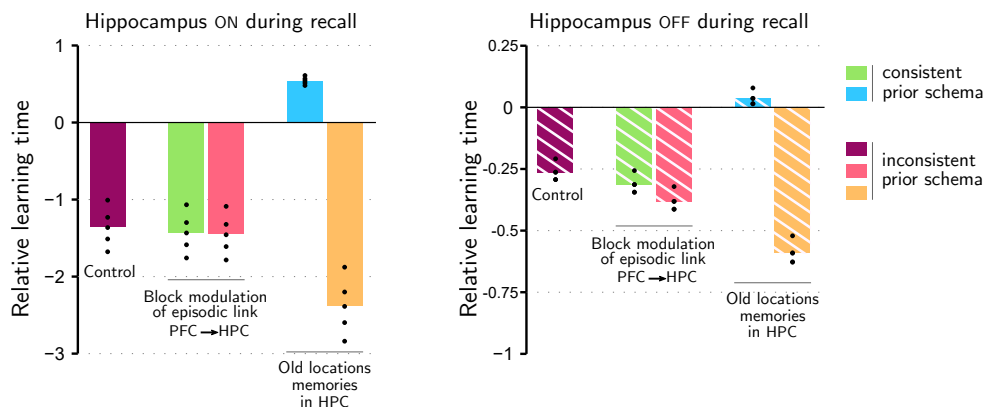 Hippocampus ON during recall
Relative learning time
1
0
−1
−2
−3
Control
Block modulation
of episodic link
PFC→HPC
Old locations
memories
in HPC
Hippocampus OFF during recall
Relative learning time
0.25
0
-0.25
-0.5
-0.75
−1
Control
Block modulation
of episodic link
PFC→HPC
Old locations
memories
in HPC
consistent
prior schema
inconsistent
prior schema